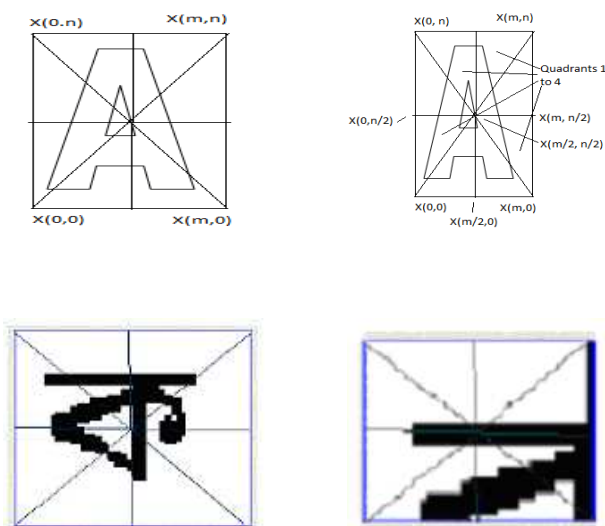 X(0.n) X(m,n)
A
X(0,0) X(m,0)
X(0, n) X(m,n)
A
Quadrants 1
to 4
X(0,n/2) X(m, n/2)
X(m/2, n/2)
X(0,0) X(m,0)
X(m/2,0)
ক